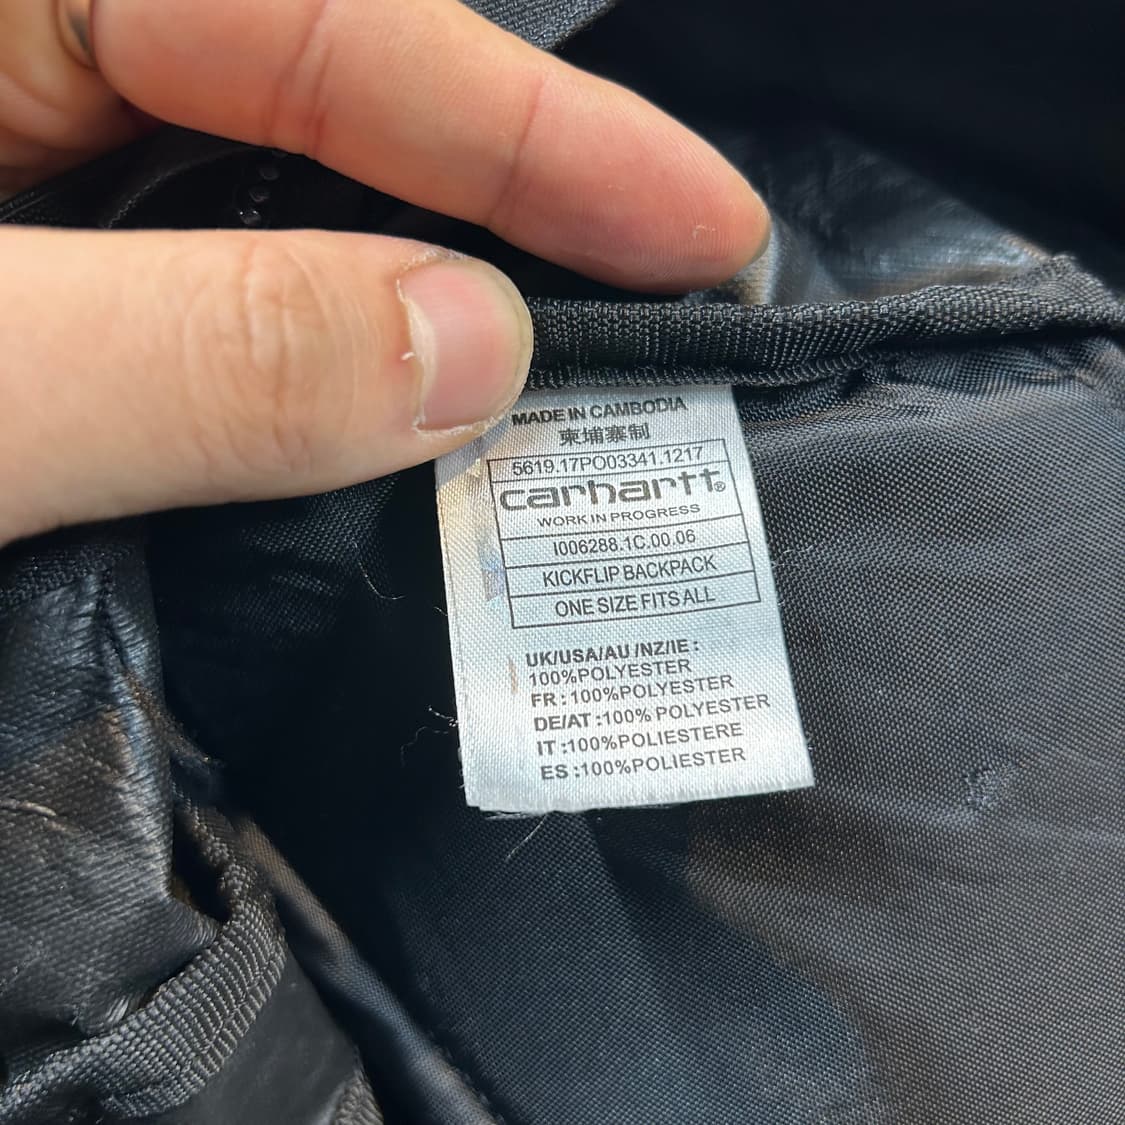 MADE IN CAMBODIA
柬埔寨制
5619.17PO03341.1217
carhartt®
WORK IN PROGRESS
I006288.1C.00.06
KICKFLIP BACKPACK
ONE SIZE FITS ALL
UK/USA/AU /NZ/IE :
100%POLYESTER
FR : 100%POLYESTER
DE/AT :100% POLYESTER
IT :100%POLIESTERE
ES :100%POLIESTER